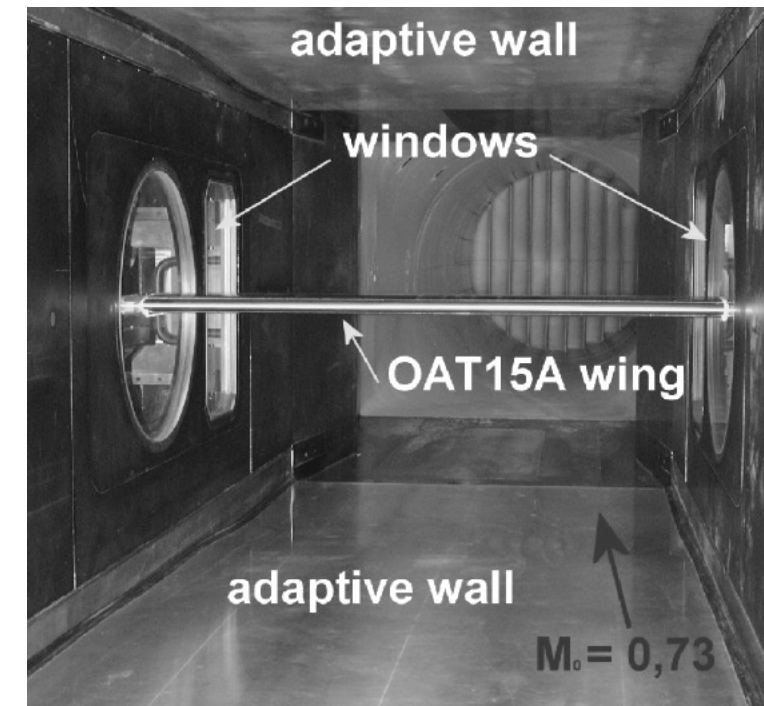 adaptive wall
windows
OAT15A wing
adaptive wall
M₀ = 0,73